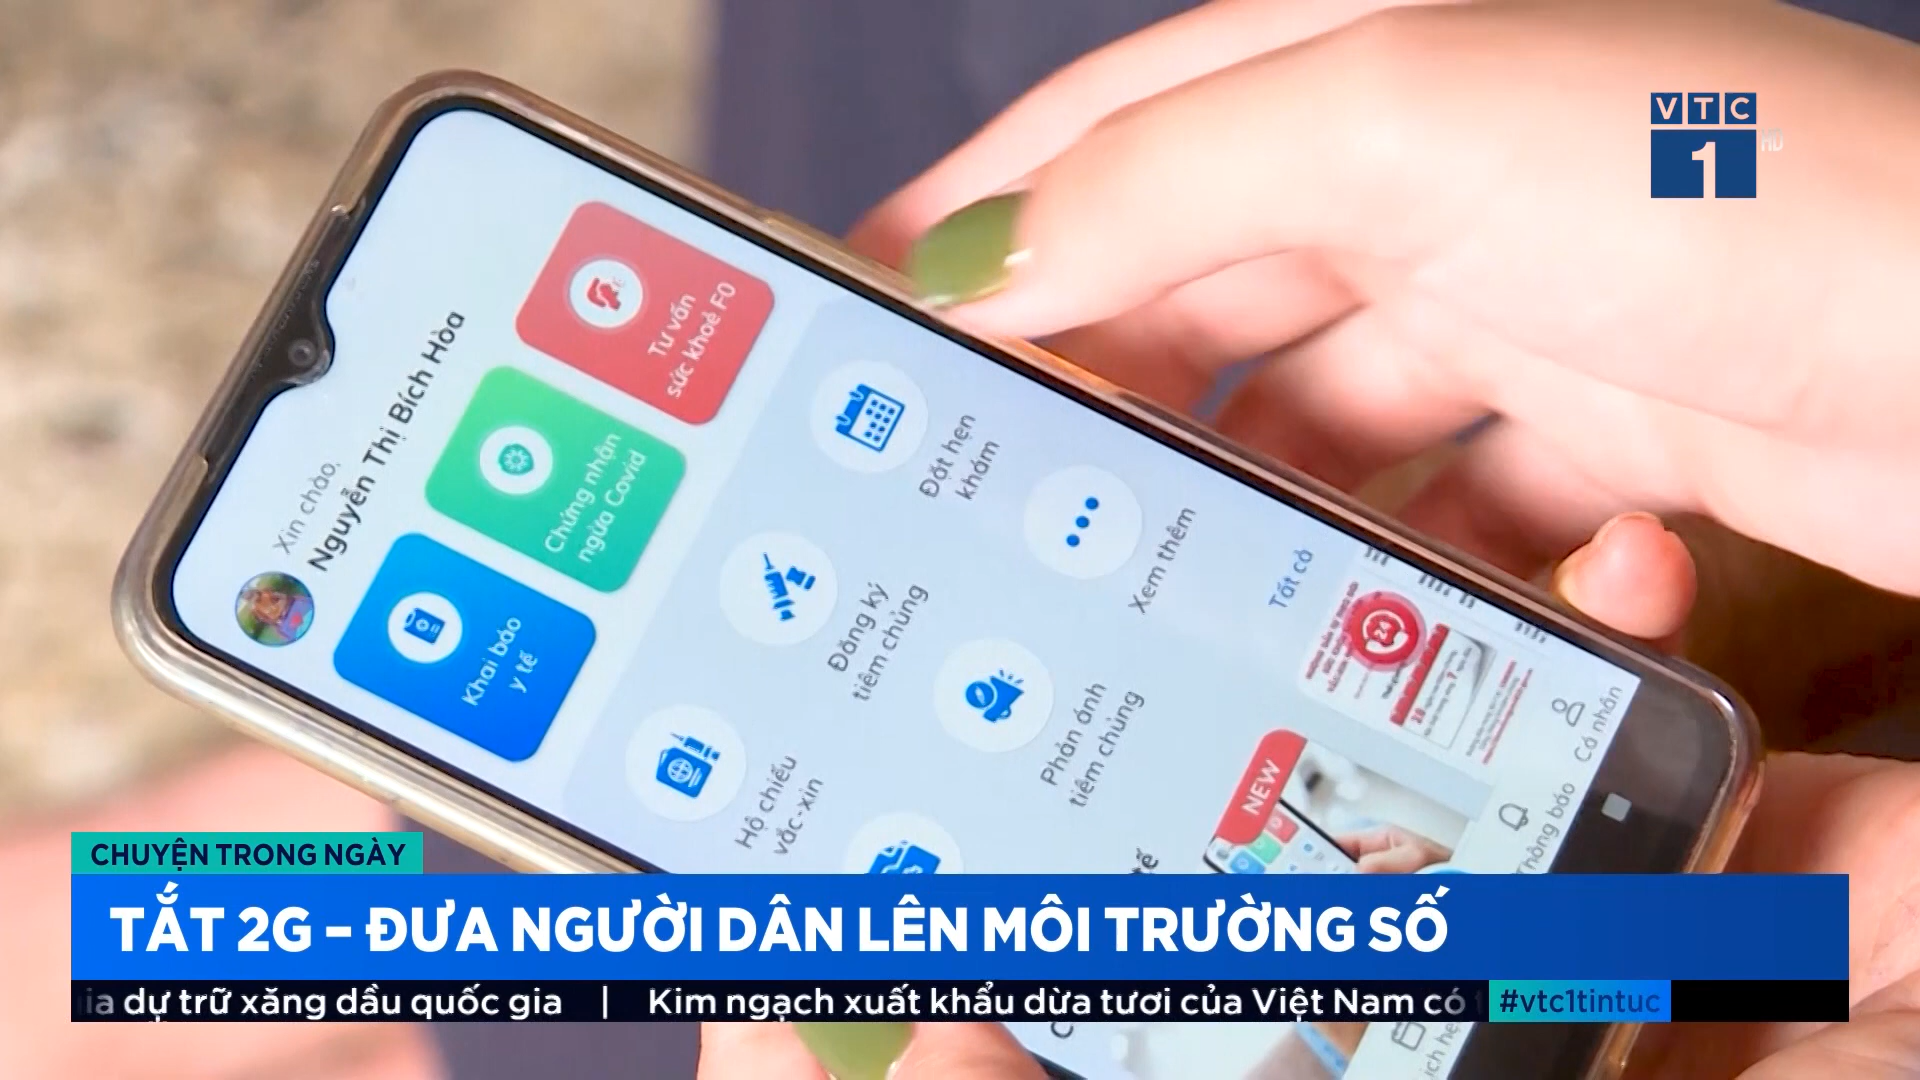 VTC
1
HD
Xin chào,
Nguyễn Thị Bích Hòa
Khai báo
y tế
Chứng nhận
ngừa Covid
Tư vấn
sức khoẻ F0
Hộ chiếu
vắc-xin
Đăng ký
tiêm chủng
Đặt hẹn
khám
Phản ánh
tiêm chủng
Xem thêm
Tất cả
NEW
24
Thông báo
Cá nhân
CHUYỆN TRONG NGÀY
TẮT 2G – ĐƯA NGƯỜI DÂN LÊN MÔI TRƯỜNG SỐ
dự trữ xăng dầu quốc gia | Kim ngạch xuất khẩu dừa tươi của Việt Nam có
#vtc1tintuc